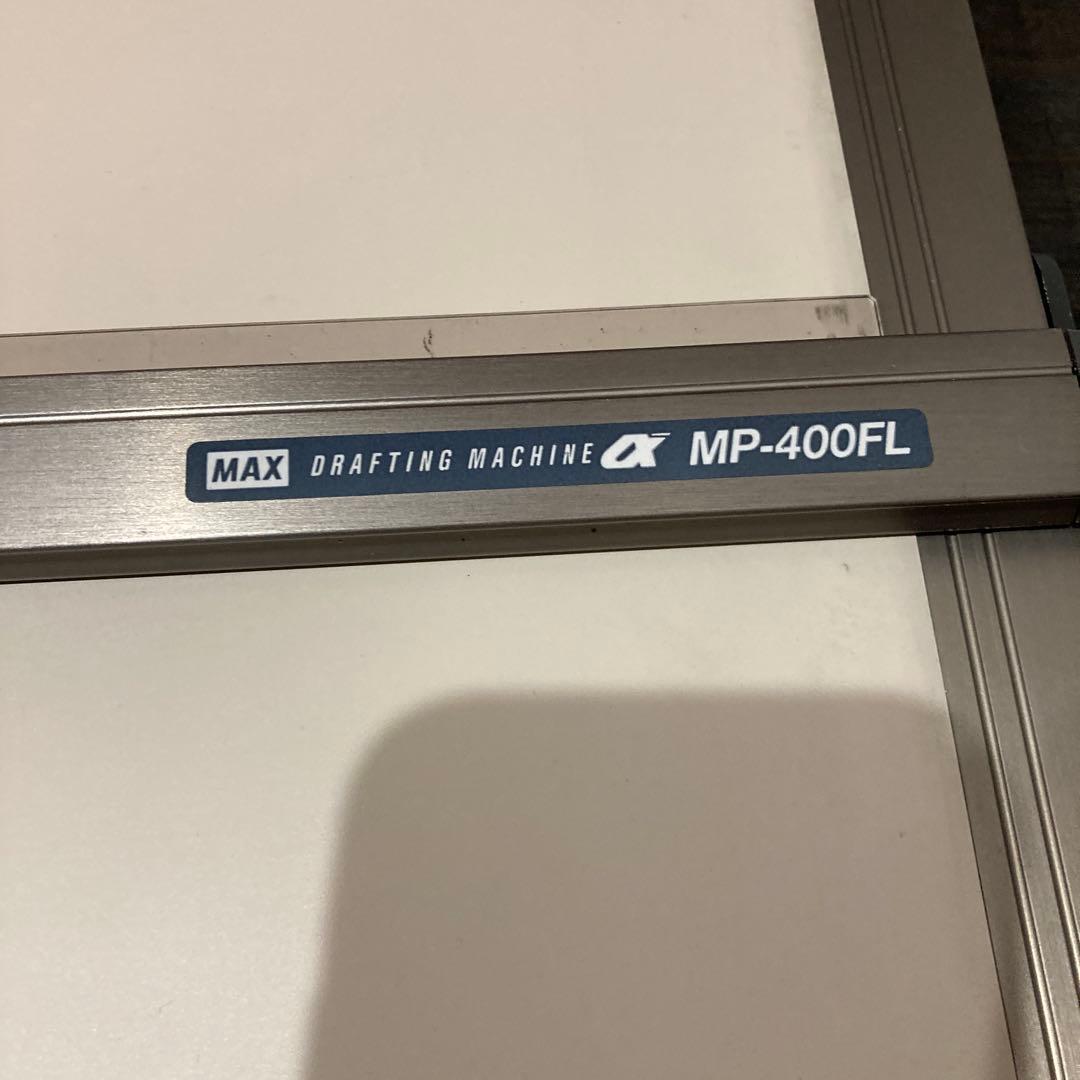 MAX DRAFTING MACHINE α MP-400FL